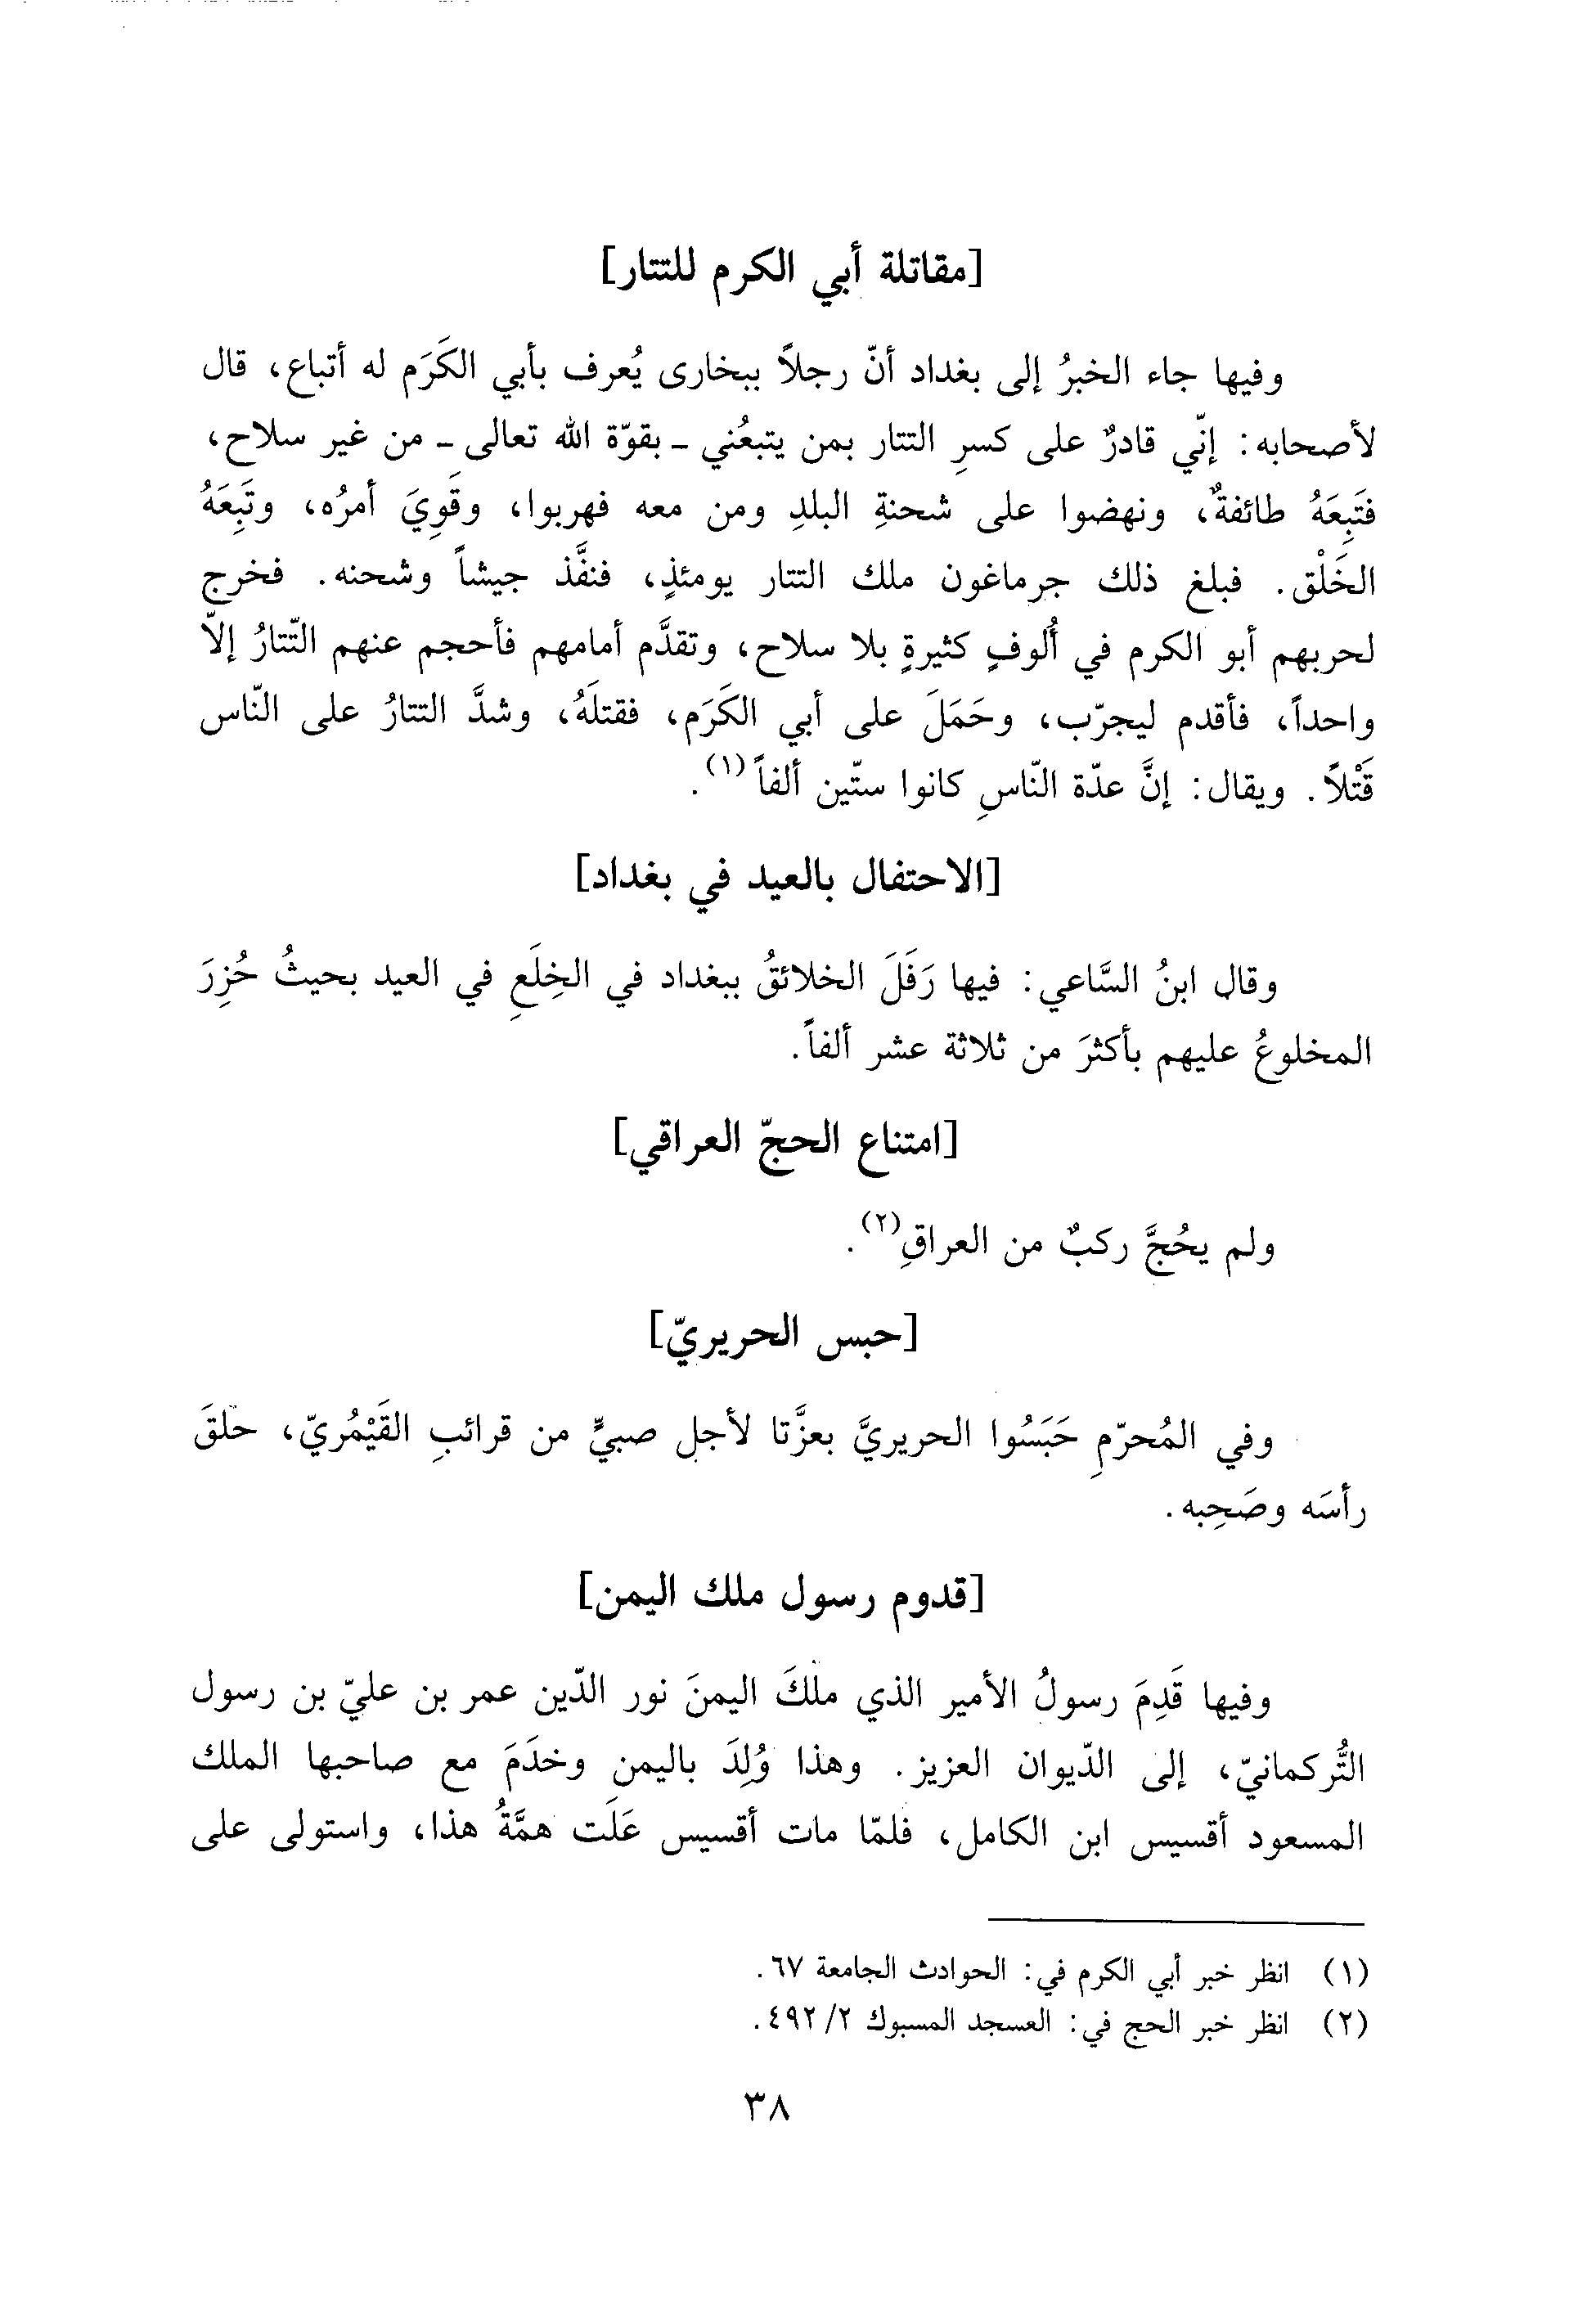 [مقاتلة أبي الكرم للتتار]
وفيها جاء الخبرُ إلى بغداد أنّ رجلاً ببخارى يُعرف بأبي الكَرَم له أتباع، قال
لأصحابه: إنّي قادرٌ على كسرِ التتار بمن يتبعُني ـ بقوّة الله تعالى ـ من غير سلاح،
فتَبِعَهُ طائفةٌ، ونهضوا على شحنةِ البلدِ ومن معه فهربوا، وقَوِيَ أمرُه، وتَبِعَهُ
الخَلْق. فبلغ ذلك جرماغون ملك التتار يومئذٍ، فنفَّذ جيشاً وشحنه. فخرج
لحربهم أبو الكرم في أُلوفٍ كثيرةٍ بلا سلاح، وتقدَّم أمامهم فأحجم عنهم التّتارُ إلاّ
واحداً، فأقدم ليجرّب، وحَمَلَ على أبي الكَرَم، فقتلَهُ، وشدَّ التتارُ على النّاس
قَتْلاً. ويقال: إنَّ عدّة النّاسِ كانوا ستّين ألفاً(١).
[الاحتفال بالعيد في بغداد]
وقال ابنُ السَّاعي: فيها رَفَلَ الخلائقُ ببغداد في الخِلَعِ في العيد بحيثُ حُزِرَ
المخلوعُ عليهم بأكثرَ من ثلاثة عشر ألفاً.
[امتناع الحجّ العراقي]
ولم يحُجَّ ركبٌ من العراقِ(٢).
[حبس الحريريّ]
وفي المُحرّمِ حَبَسُوا الحريريَّ بعزَّتا لأجل صبيٍّ من قرائبِ القَيْمُريّ، حلقَ
رأسَه وصَحِبه.
[قدوم رسول ملك اليمن]
وفيها قَدِمَ رسولُ الأمير الذي ملكَ اليمنَ نور الدّين عمر بن عليّ بن رسول
التُّركمانيّ، إلى الدّيوان العزيز. وهذا وُلِدَ باليمنِ وخدَمَ مع صاحبها الملك
المسعود أقسيس ابن الكامل، فلمّا مات أقسيس عَلَت همَّةُ هذا، واستولى على
(١) انظر خبر أبي الكرم في: الحوادث الجامعة ٦٧.
(٢) انظر خبر الحج في: العسجد المسبوك ٤٩٢/٢.
٣٨